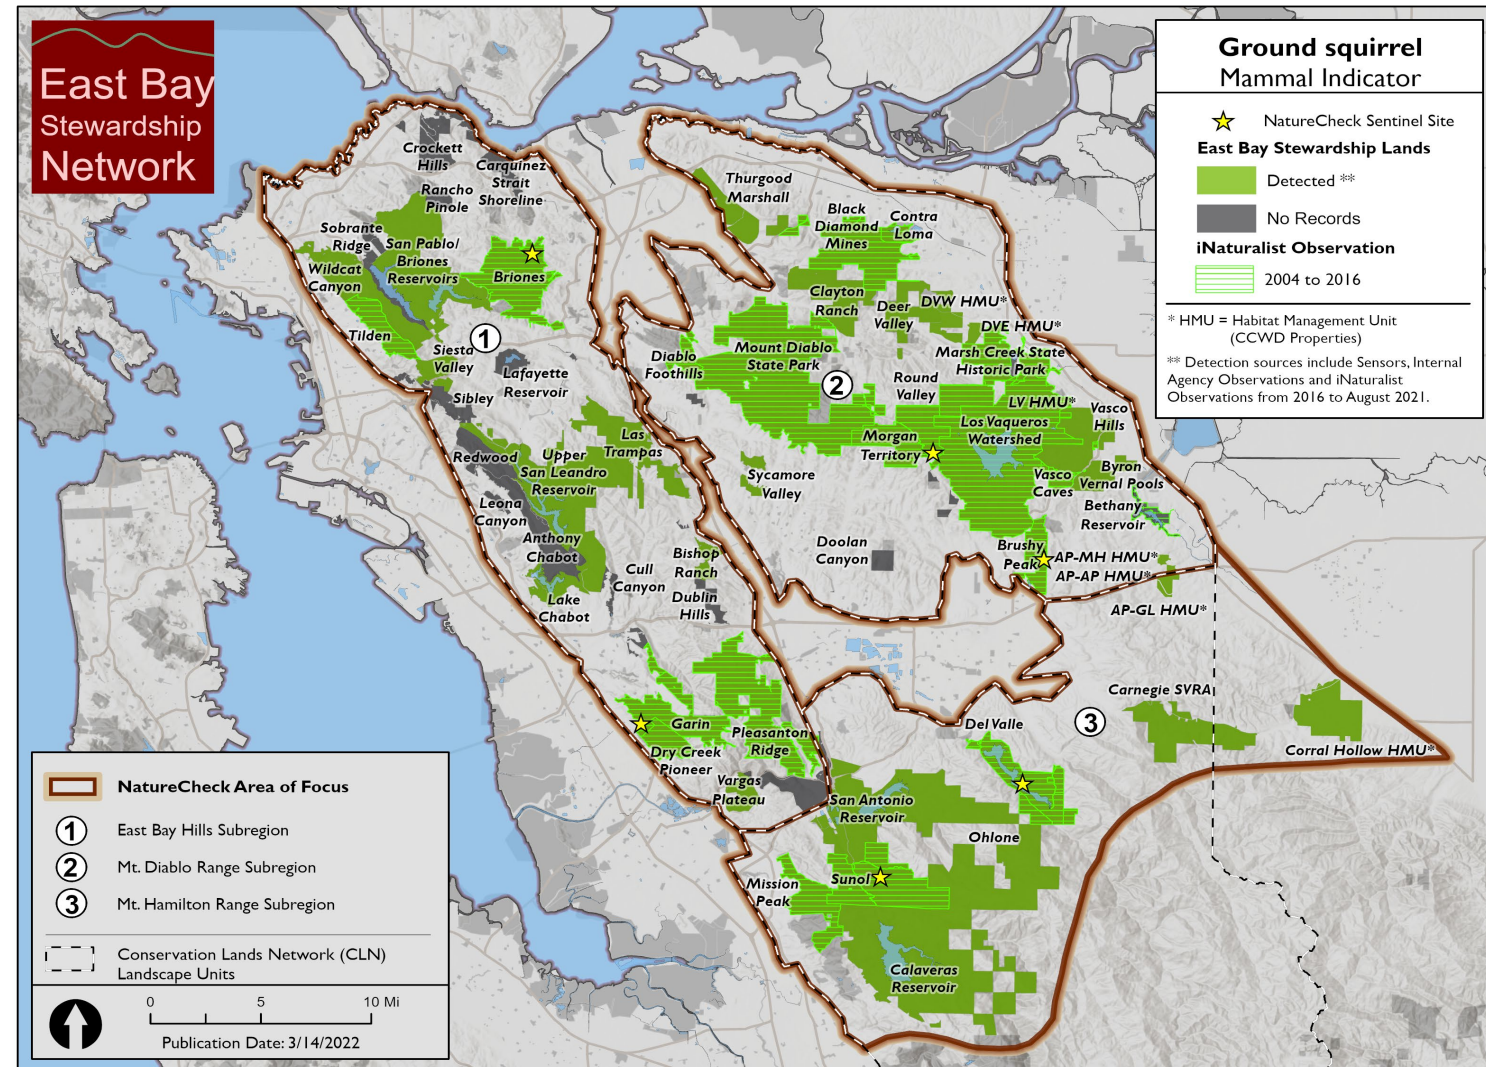 East Bay
Stewardship
Network
Ground squirrel
Mammal Indicator
NatureCheck Sentinel Site
East Bay Stewardship Lands
Detected **
No Records
iNaturalist Observation
2004 to 2016
* HMU = Habitat Management Unit
(CCWD Properties)
** Detection sources include Sensors, Internal
Agency Observations and iNaturalist
Observations from 2016 to August 2021.
Crockett
Hills
Carquinez
Strait
Shoreline
Rancho
Pinole
Sobrante
Ridge
San Pablo/
Briones
Reservoirs
Wildcat
Canyon
Briones
Tilden
1
Siesta
Valley
Lafayette
Reservoir
Sibley
Redwood
Upper
San Leandro
Reservoir
Las
Trampas
Leona
Canyon
Anthony
Chabot
Lake
Chabot
Cull
Canyon
Bishop
Ranch
Dublin
Hills
Garin
Dry Creek
Pioneer
Pleasanton
Ridge
Vargas
Plateau
Thurgood
Marshall
Black
Diamond
Mines
Contra
Loma
Clayton
Ranch
Deer
Valley
DVW HMU*
DVE HMU*
Diablo
Foothills
Mount Diablo
State Park
2
Marsh Creek State
Historic Park
Round
Valley
LV HMU*
Vasco
Hills
Los Vaqueros
Watershed
Morgan
Territory
Sycamore
Valley
Vasco
Caves
Byron
Vernal Pools
Bethany
Reservoir
Doolan
Canyon
Brushy
Peak
AP-MH HMU*
AP-AP HMU*
AP-GL HMU*
Carnegie SVRA
Del Valle
3
Corral Hollow HMU*
San Antonio
Reservoir
Ohlone
Mission
Peak
Sunol
Calaveras
Reservoir
NatureCheck Area of Focus
1 East Bay Hills Subregion
2 Mt. Diablo Range Subregion
3 Mt. Hamilton Range Subregion
Conservation Lands Network (CLN)
Landscape Units
0 5 10 Mi
Publication Date: 3/14/2022